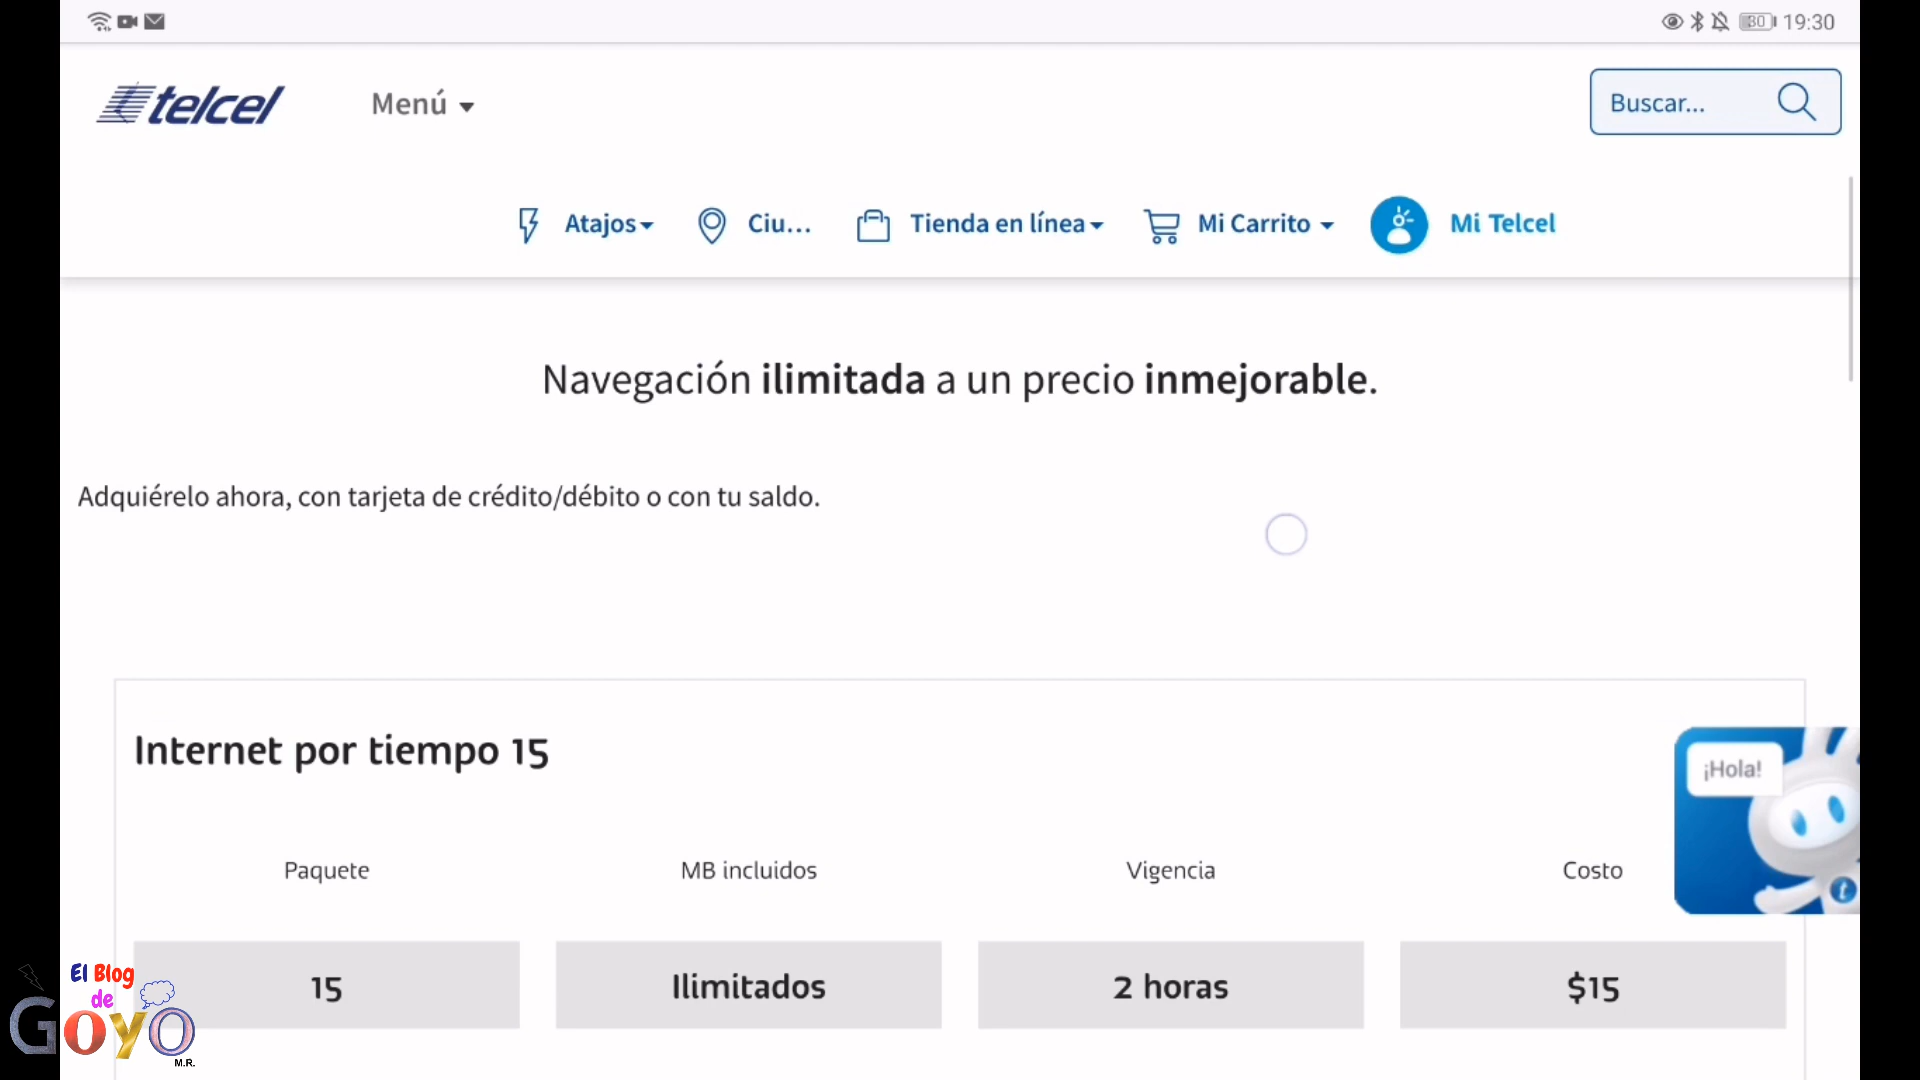 80 19:30
telcel
Menú
Buscar...
Atajos
Ciu...
Tienda en línea
Mi Carrito
Mi Telcel
Navegación ilimitada a un precio inmejorable.
Adquiérelo ahora, con tarjeta de crédito/débito o con tu saldo.
Internet por tiempo 15
¡Hola!
Paquete MB incluidos Vigencia Costo
15 Ilimitados 2 horas $15
El Blog
de
Goyo
M.R.